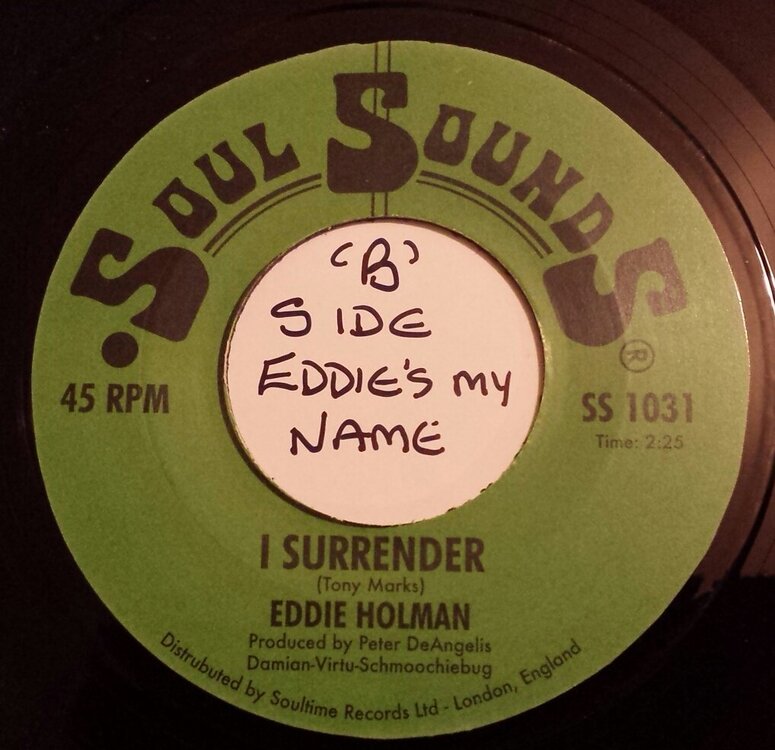 SOUL SOUNDS
®
'B'
SIDE
EDDIE'S MY
NAME
45 RPM
SS 1031
Time: 2:25
I SURRENDER
(Tony Marks)
EDDIE HOLMAN
Produced by Peter DeAngelis
Damian-Virtu-Schmoochiebug
Distrubuted by Soultime Records Ltd - London, England